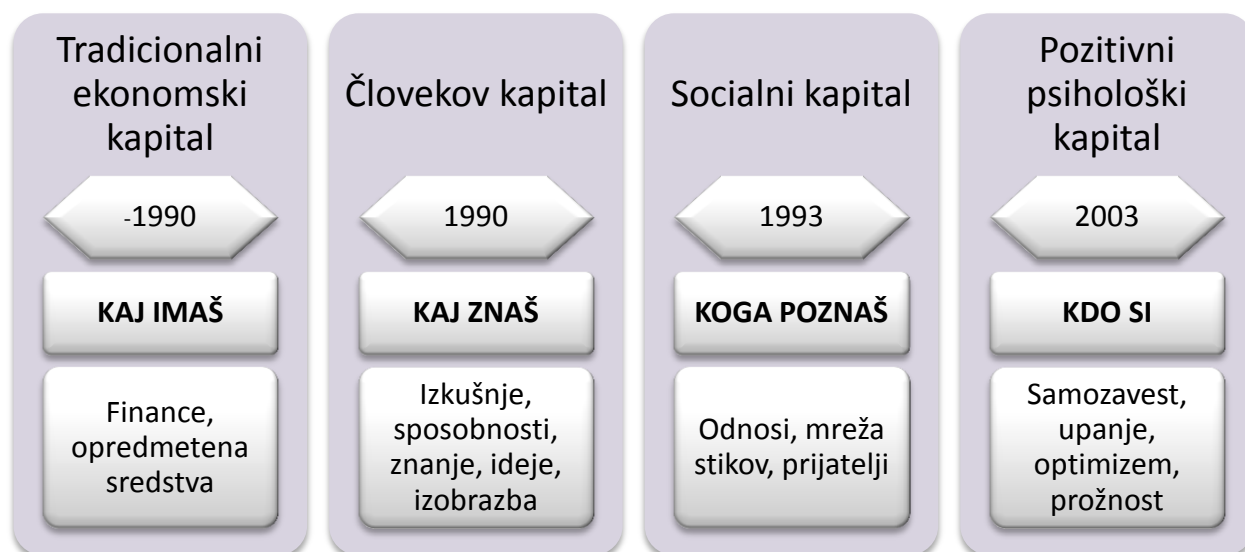 Tradicionalni
ekonomski
kapital
-1990
KAJ IMAŠ
Finance,
opredmetena
sredstva
Človekov kapital
1990
KAJ ZNAŠ
Izkušnje,
sposobnosti,
znanje, ideje,
izobrazba
Socialni kapital
1993
KOGA POZNAŠ
Odnosi, mreža
stikov, prijatelji
Pozitivni
psihološki
kapital
2003
KDO SI
Samozavest,
upanje,
optimizem,
prožnost